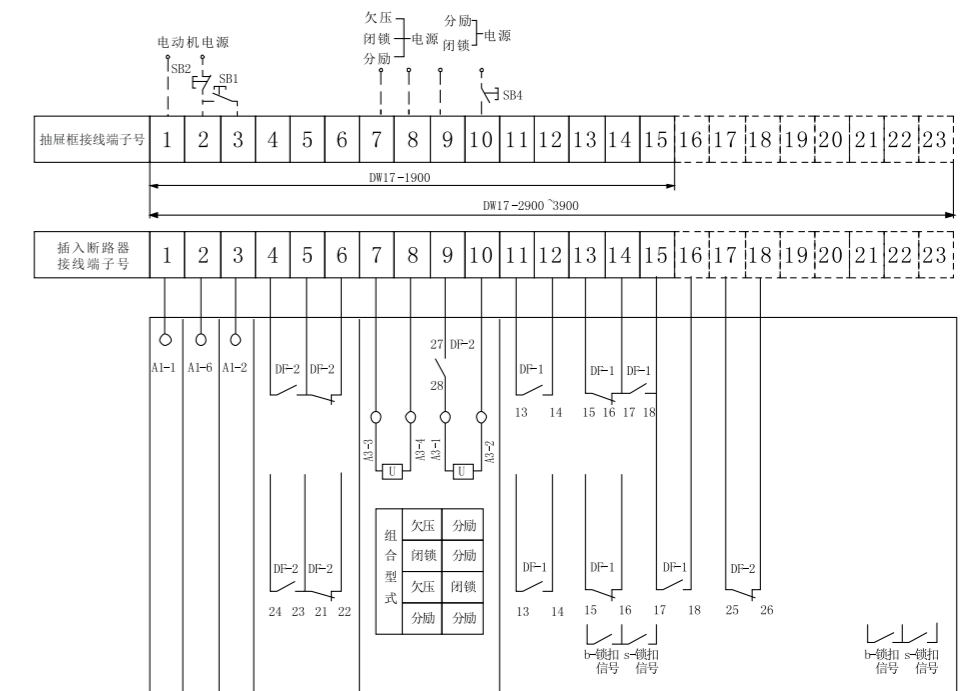 欠压
闭锁
分励
电源
分励
闭锁
电源
电动机电源
SB2
SB1
SB4
抽屉框接线端子号 1 2 3 4 5 6 7 8 9 10 11 12 13 14 15 16 17 18 19 20 21 22 23
DW17-1900
DW17-2900~3900
插入断路器
接线端子号
1 2 3 4 5 6 7 8 9 10 11 12 13 14 15 16 17 18 19 20 21 22 23
27 DF-2
28
A1-1 A1-6 A1-2
DF-2 DF-2
DF-1
DF-1 DF-1
13 14
15 16 17 18
A3-3
A3-4
A3-1
A3-2
U U
组合型式
欠压 分励
闭锁 分励
欠压 闭锁
分励 分励
DF-2 DF-2
DF-1 DF-1 DF-1 DF-2
24 23 21 22
13 14 15 16 17 18 25 26
b-锁扣 s-锁扣
信号 信号
b-锁扣 s-锁扣
信号 信号